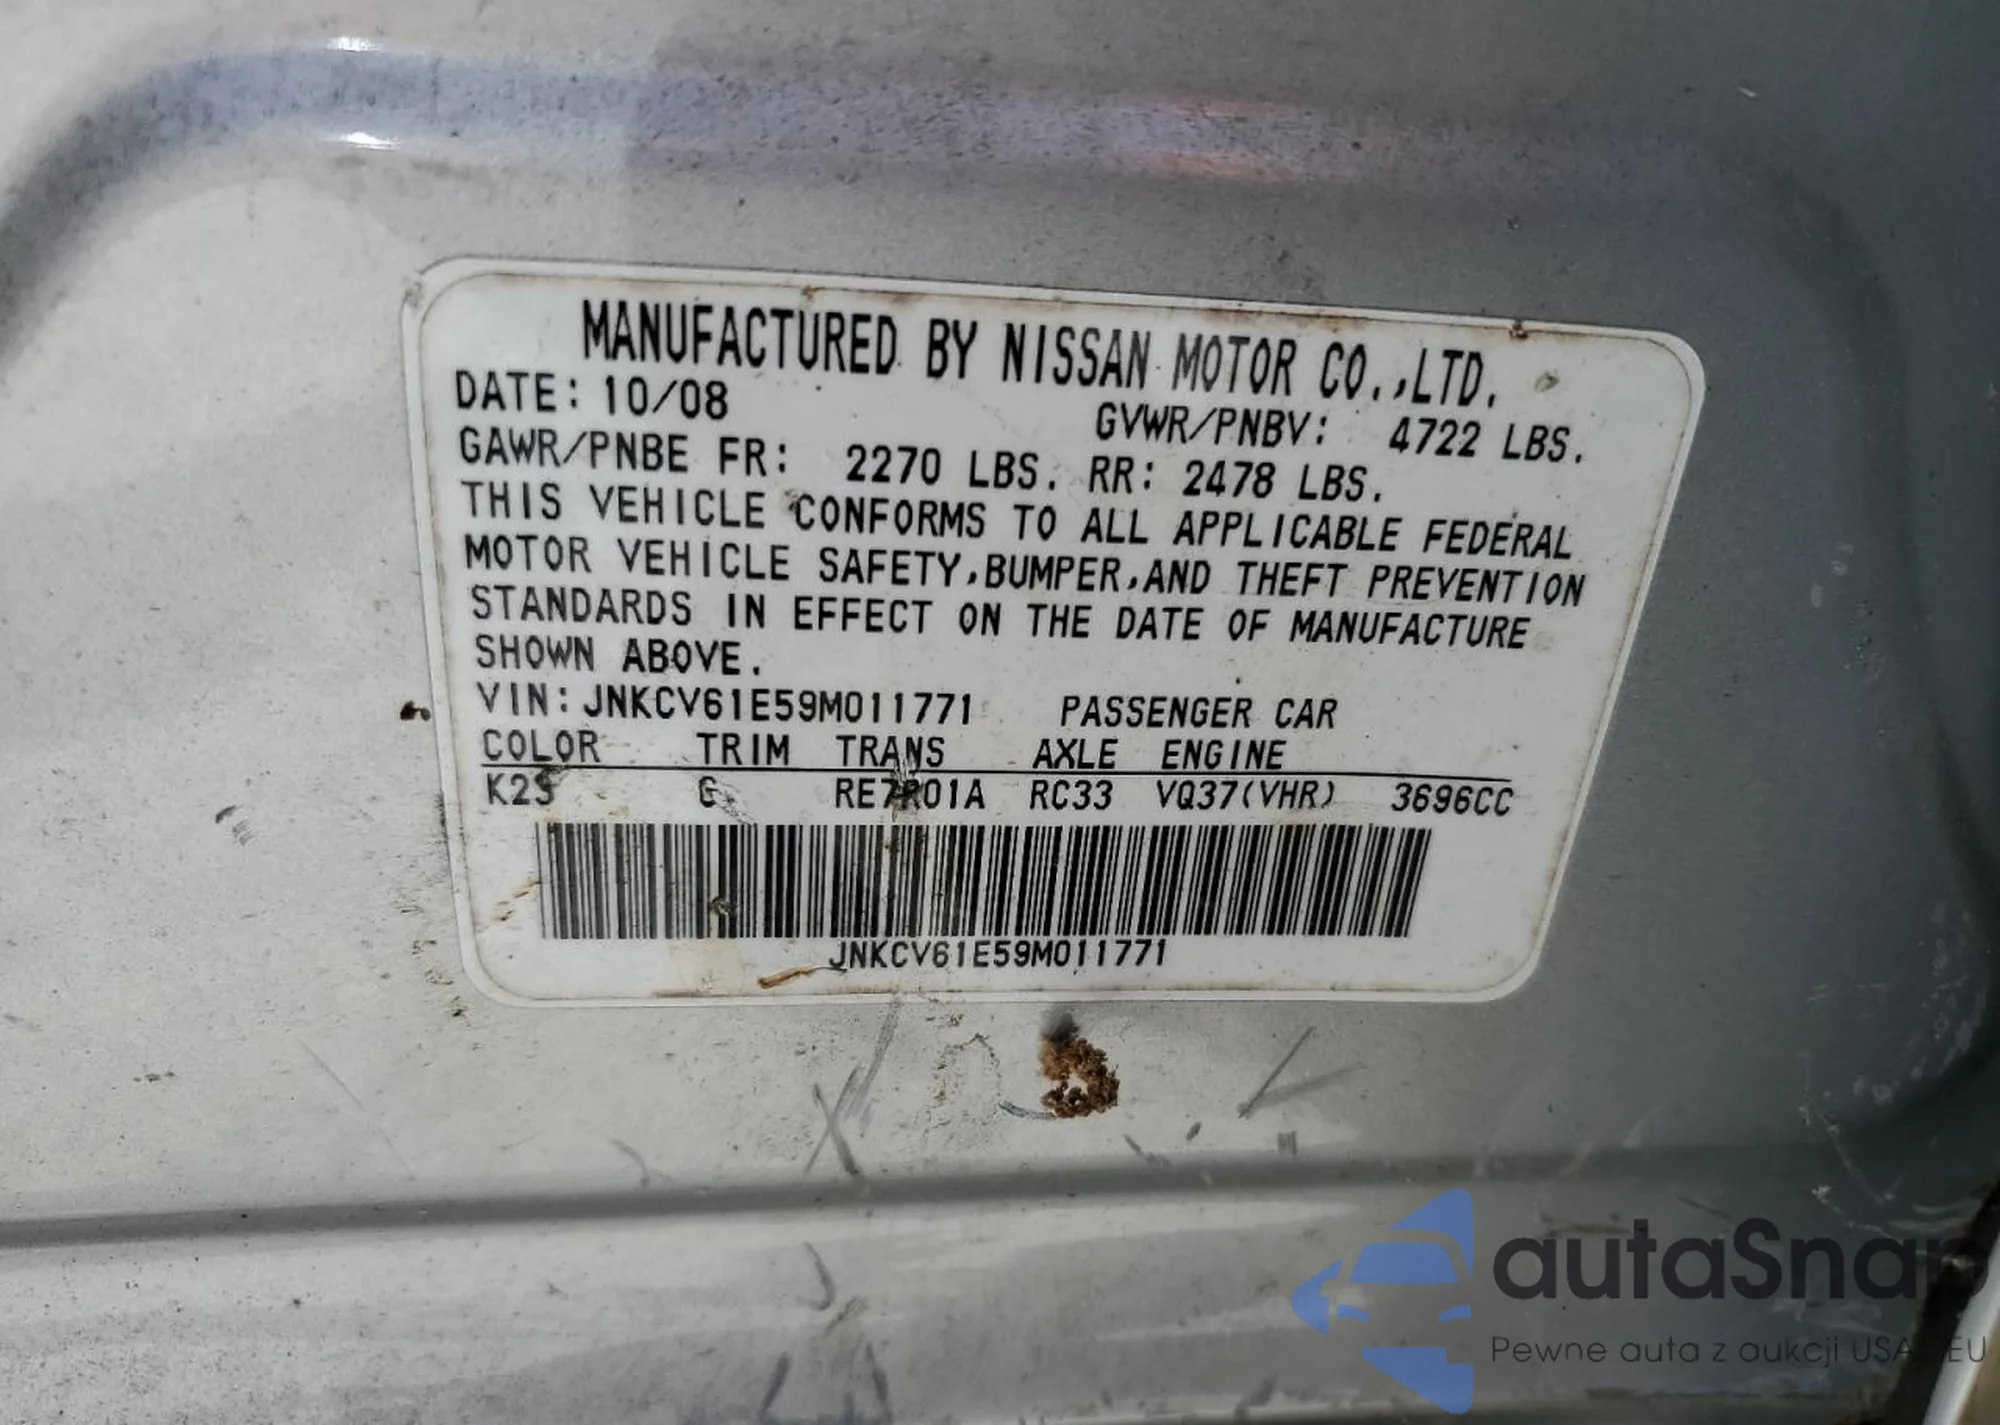 MANUFACTURED BY NISSAN MOTOR CO.,LTD.
DATE: 10/08 GVWR/PNBV: 4722 LBS.
GAWR/PNBE FR: 2270 LBS. RR: 2478 LBS.
THIS VEHICLE CONFORMS TO ALL APPLICABLE FEDERAL
MOTOR VEHICLE SAFETY,BUMPER,AND THEFT PREVENTION
STANDARDS IN EFFECT ON THE DATE OF MANUFACTURE
SHOWN ABOVE.
VIN: JNKCV61E59M011771 PASSENGER CAR
COLOR TRIM TRANS AXLE ENGINE
G RE7R01A RC33 VQ37(VHR) 3696CC
JNKCV61E59M011771
autaSnap
Pewne auta z aukcji USA EU